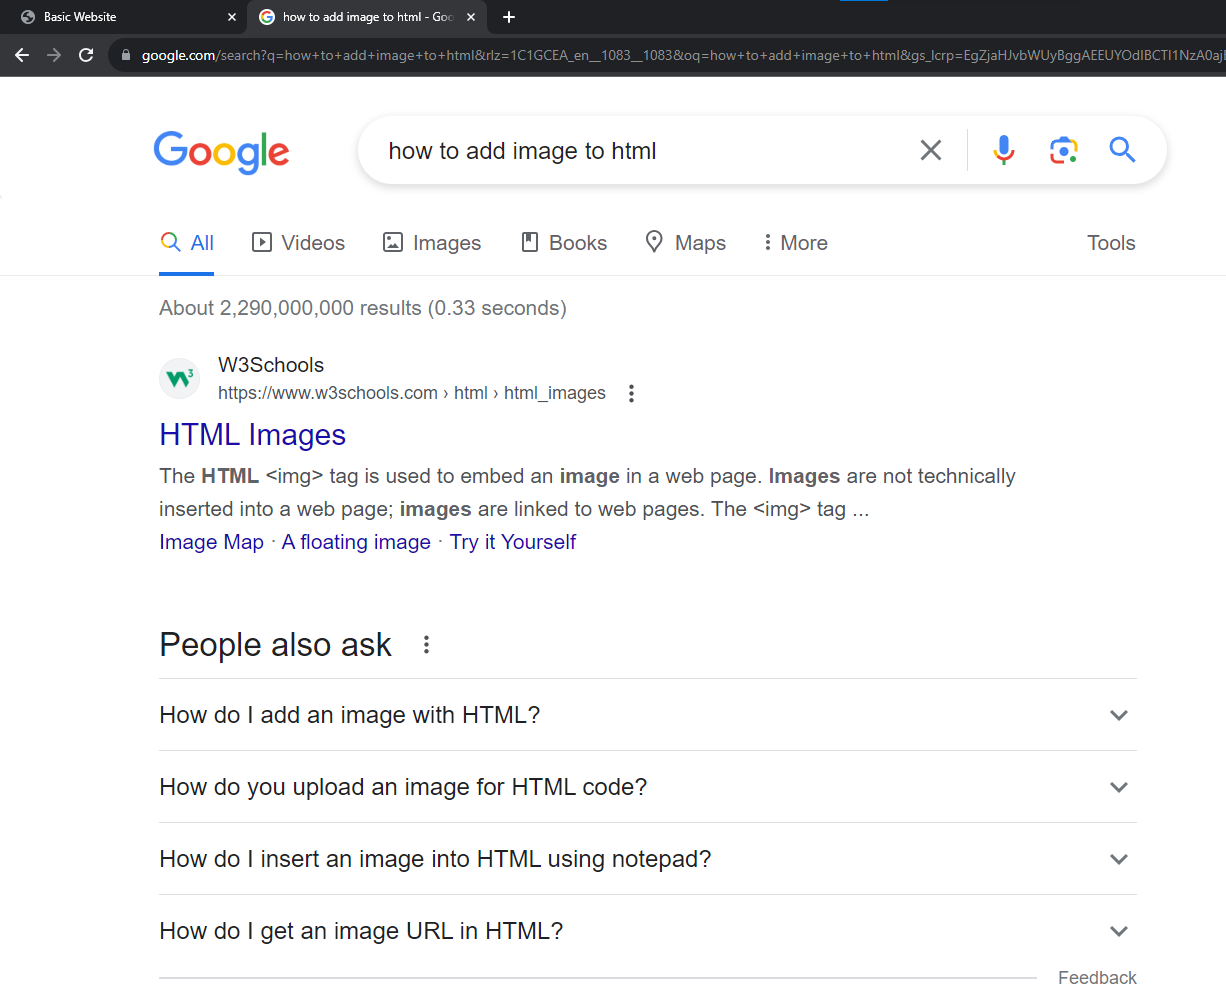 Basic Website
how to add image to html - Goo
google.com/search?q=how+to+add+image+to+html&rlz=1C1GCEA_en__1083__1083&oq=how+to+add+image+to+html&gs_lcrp=EgZjaHJvbWUyBggAEEUYOdIBCTI1NzA0aj
Google
how to add image to html
All
Videos
Images
Books
Maps
More
Tools
About 2,290,000,000 results (0.33 seconds)
W3Schools
https://www.w3schools.com › html › html_images
HTML Images
The HTML <img> tag is used to embed an image in a web page. Images are not technically
inserted into a web page; images are linked to web pages. The <img> tag ...
Image Map · A floating image · Try it Yourself
People also ask
How do I add an image with HTML?
How do you upload an image for HTML code?
How do I insert an image into HTML using notepad?
How do I get an image URL in HTML?
Feedback